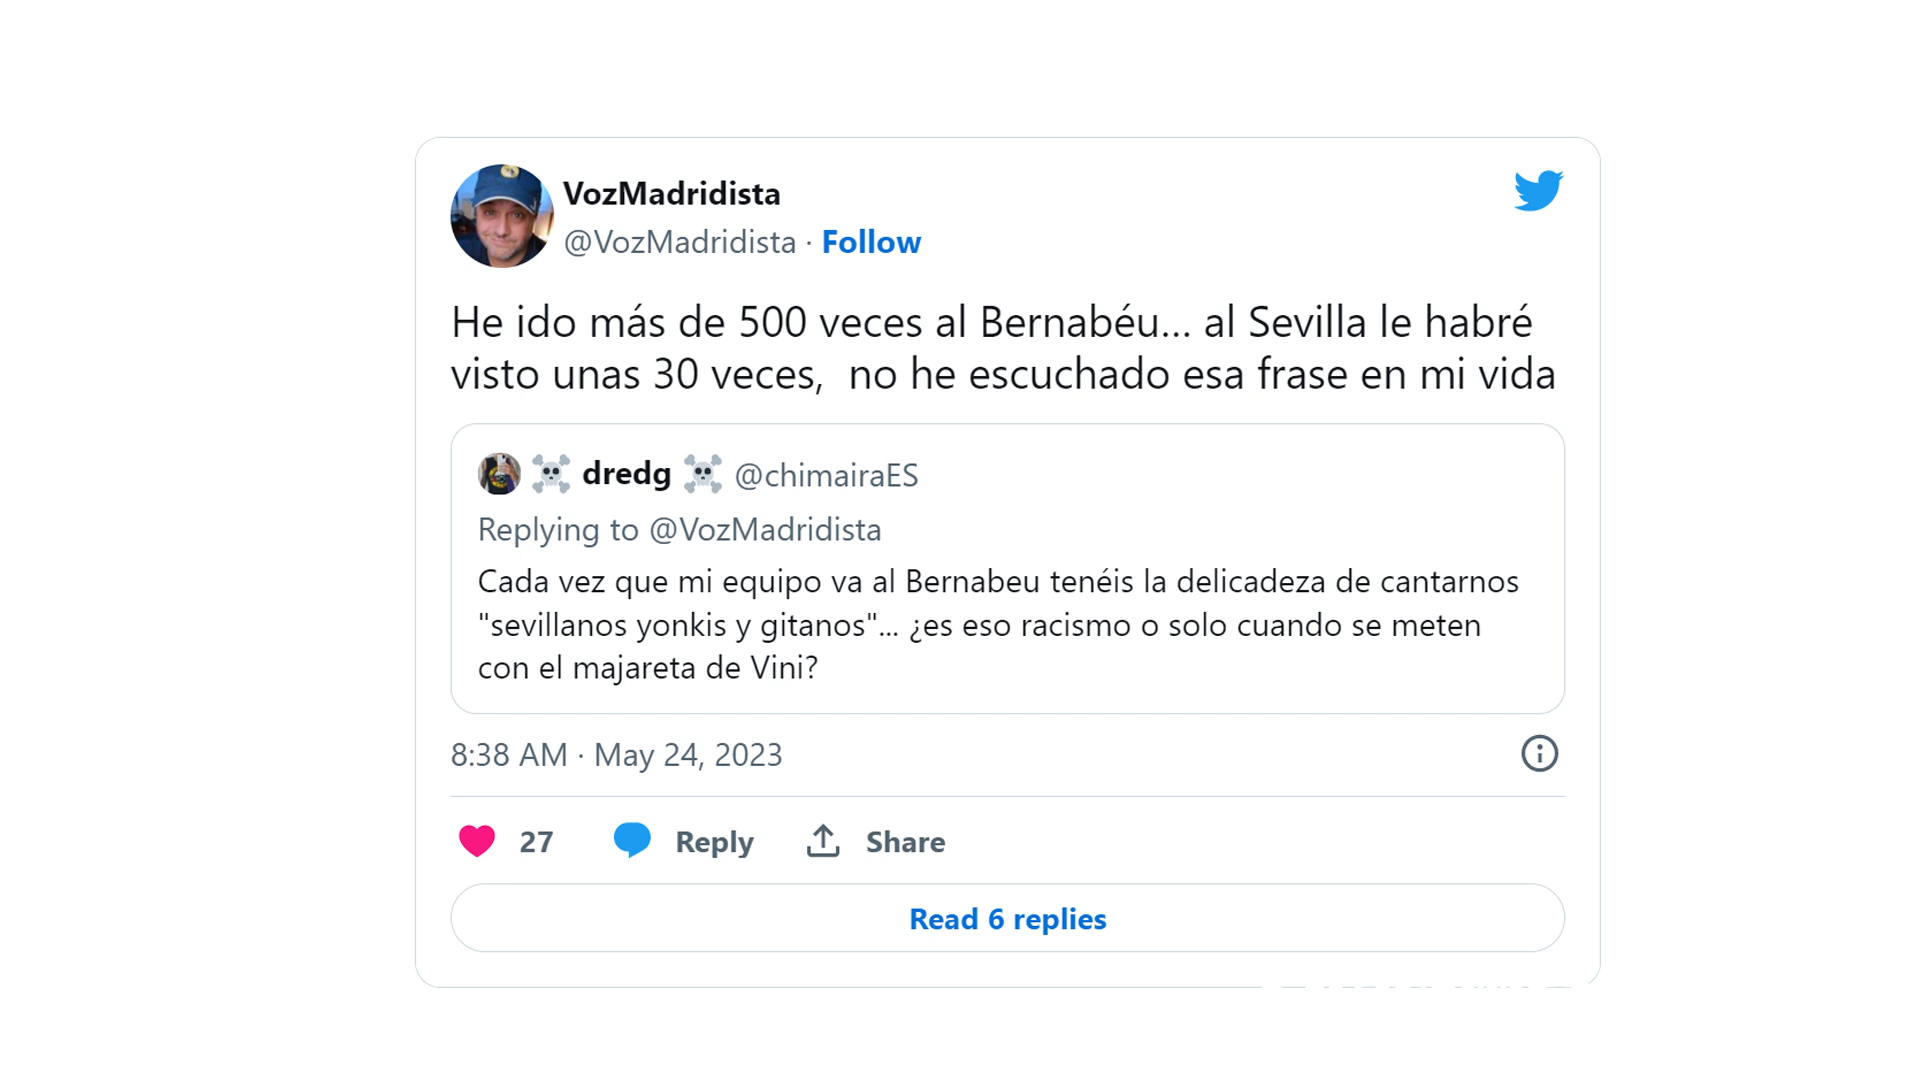 VozMadridista
@VozMadridista · Follow
He ido más de 500 veces al Bernabéu... al Sevilla le habré
visto unas 30 veces,  no he escuchado esa frase en mi vida
☠️ dredg ☠️ @chimairaES
Replying to @VozMadridista
Cada vez que mi equipo va al Bernabeu tenéis la delicadeza de cantarnos
"sevillanos yonkis y gitanos"... ¿es eso racismo o solo cuando se meten
con el majareta de Vini?
8:38 AM · May 24, 2023
27 Reply Share
Read 6 replies